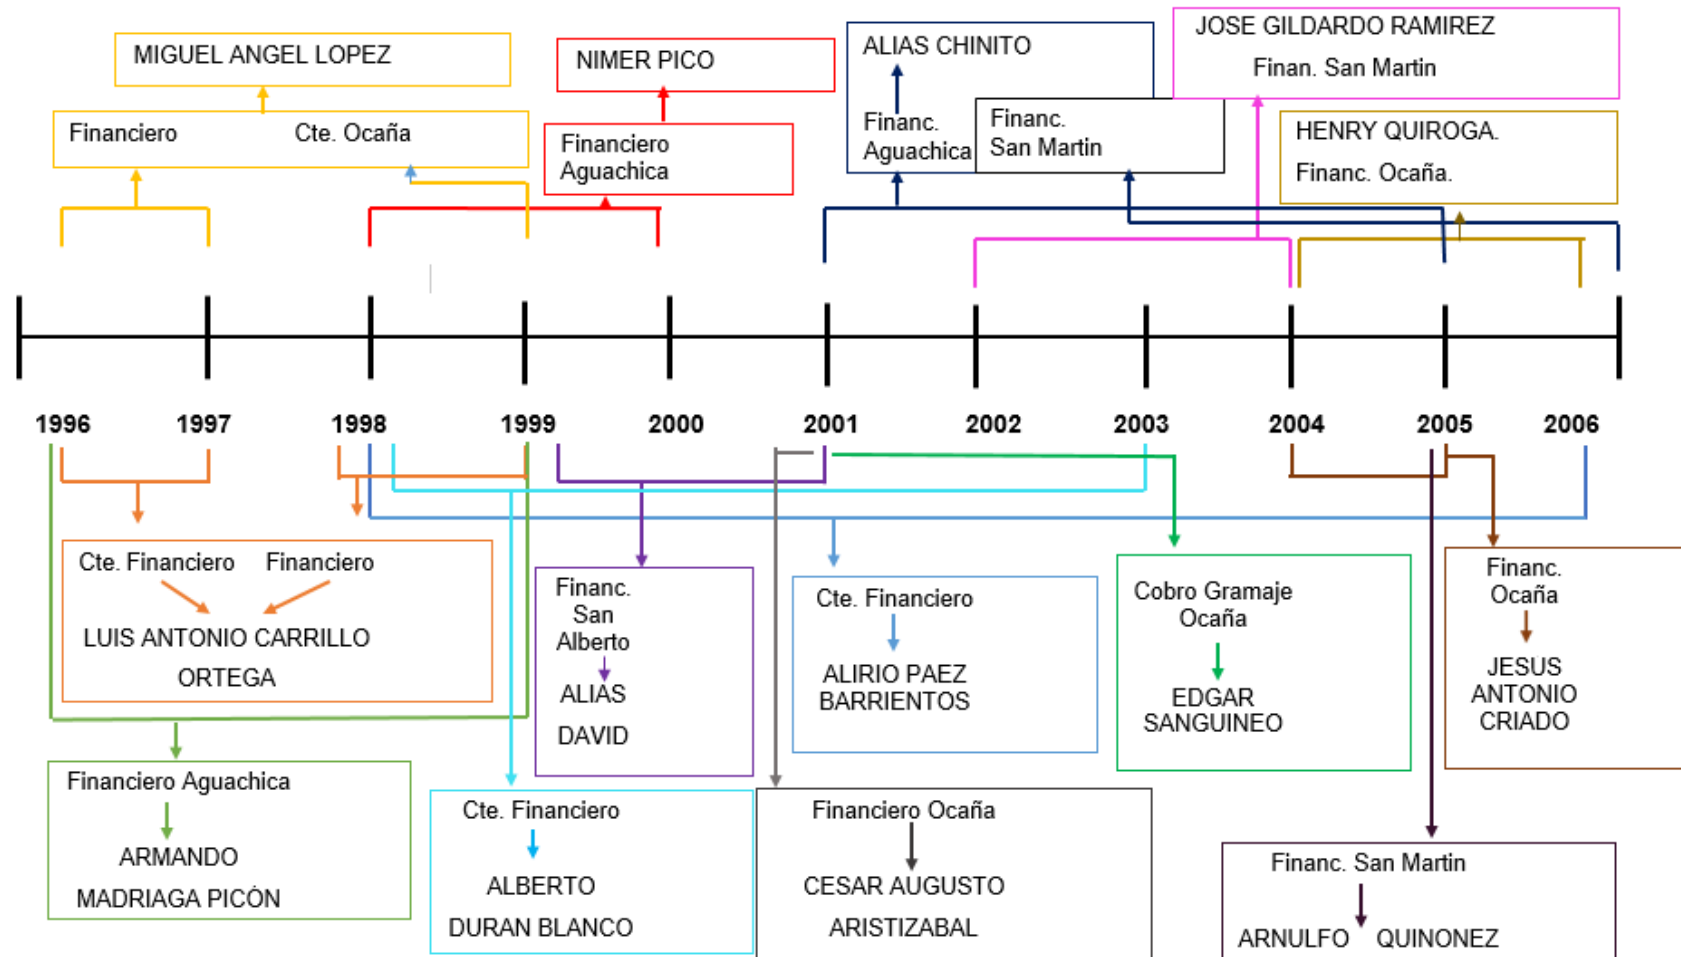 MIGUEL ANGEL LOPEZ
Financiero
Cte. Ocaña
NIMER PICO
Financiero
Aguachica
ALIAS CHINITO
Financ.
Aguachica
Financ.
San Martin
JOSE GILDARDO RAMIREZ
Finan. San Martin
HENRY QUIROGA.
Financ. Ocaña.
1996 1997 1998 1999 2000 2001 2002 2003 2004 2005 2006
Cte. Financiero Financiero
LUIS ANTONIO CARRILLO
ORTEGA
Financ.
San
Alberto
ALIAS
DAVID
Cte. Financiero
ALIRIO PAEZ
BARRIENTOS
Cobro Gramaje
Ocaña
EDGAR
SANGUINEO
Financ.
Ocaña
JESUS
ANTONIO
CRIADO
Financiero Aguachica
ARMANDO
MADRIAGA PICÓN
Cte. Financiero
ALBERTO
DURAN BLANCO
Financiero Ocaña
CESAR AUGUSTO
ARISTIZABAL
Financ. San Martin
ARNULFO QUINONEZ